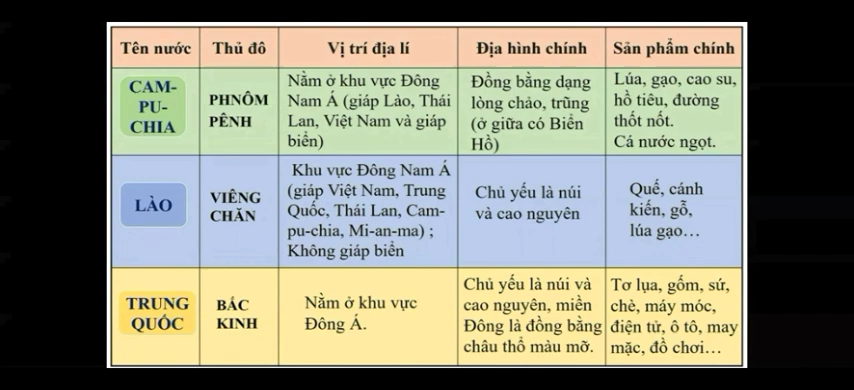 Tên nước
Thủ đô
Vị trí địa lí
Địa hình chính
Sản phẩm chính
CAM-
PU-
CHIA
PHNÔM
PÊNH
Nằm ở khu vực Đông
Nam Á (giáp Lào, Thái
Lan, Việt Nam và giáp
biển)
Đồng bằng dạng
lòng chảo, trũng
(ở giữa có Biển
Hồ)
Lúa, gạo, cao su,
hồ tiêu, đường
thốt nốt.
Cá nước ngọt.
LÀO
VIÊNG
CHĂN
Khu vực Đông Nam Á
(giáp Việt Nam, Trung
Quốc, Thái Lan, Cam-
pu-chia, Mi-an-ma) ;
Không giáp biển
Chủ yếu là núi
và cao nguyên
Quế, cánh
kiến, gỗ,
lúa gạo…
TRUNG
QUỐC
BẮC
KINH
Nằm ở khu vực
Đông Á.
Chủ yếu là núi và
cao nguyên, miền
Đông là đồng bằng
châu thổ màu mỡ.
Tơ lụa, gốm, sứ,
chè, máy móc,
điện tử, ô tô, may
mặc, đồ chơi…